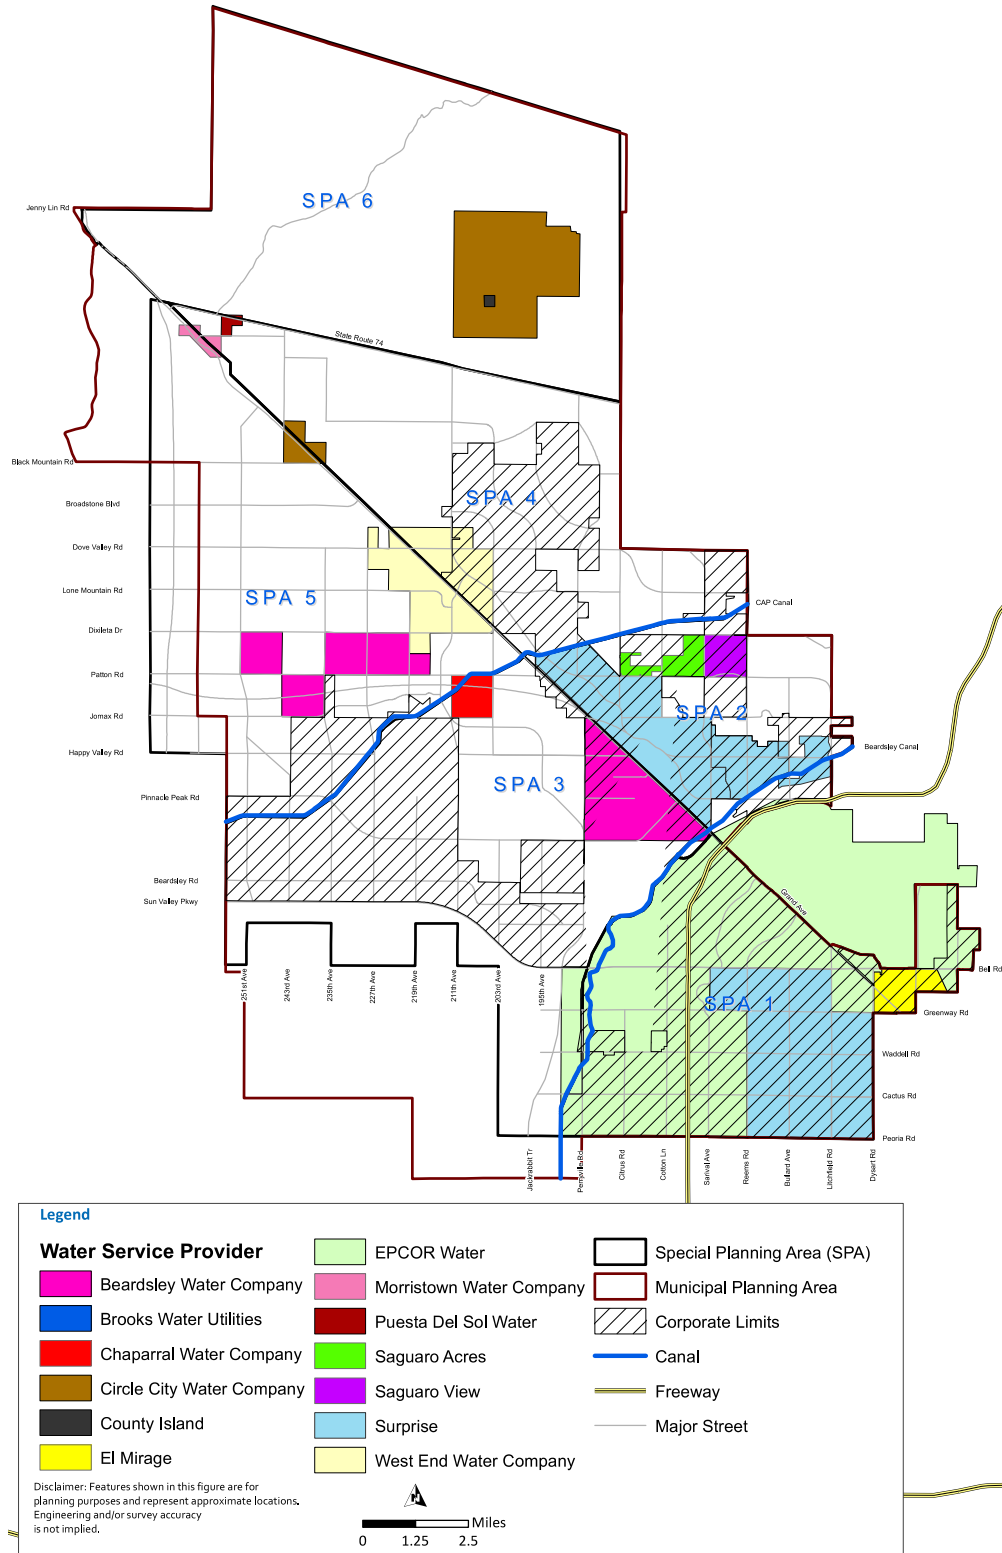 SPA 6
Jenny Lin Rd
State Route 74
Black Mountain Rd
SPA 4
Broadstone Blvd
Dove Valley Rd
Lone Mountain Rd
SPA 5
CAP Canal
Dixileta Dr
Patton Rd
Jomax Rd
SPA 2
Happy Valley Rd
Beardsley Canal
SPA 3
Pinnacle Peak Rd
Beardsley Rd
Sun Valley Pkwy
Grand Ave
Bell Rd
251st Ave
243rd Ave
235th Ave
227th Ave
219th Ave
211th Ave
203rd Ave
195th Ave
SPA 1
Greenway Rd
Waddell Rd
Cactus Rd
Peoria Rd
Jackrabbit Tr
Perryville Rd
Citrus Rd
Cotton Ln
Sarival Ave
Reems Rd
Bullard Ave
Litchfield Rd
Dysart Rd
Legend
Water Service Provider
Beardsley Water Company
Brooks Water Utilities
Chaparral Water Company
Circle City Water Company
County Island
El Mirage
EPCOR Water
Morristown Water Company
Puesta Del Sol Water
Saguaro Acres
Saguaro View
Surprise
West End Water Company
Special Planning Area (SPA)
Municipal Planning Area
Corporate Limits
Canal
Freeway
Major Street
Disclaimer: Features shown in this figure are for
planning purposes and represent approximate locations.
Engineering and/or survey accuracy
is not implied.
N
Miles
0 1.25 2.5